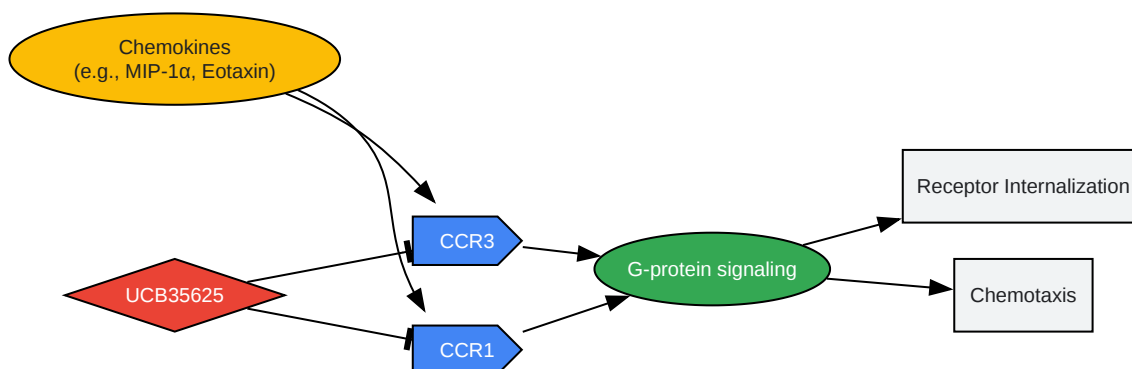 Chemokines
(e.g., MIP-1α, Eotaxin)
Receptor Internalization
CCR3
G-protein signaling
UCB35625
Chemotaxis
CCR1